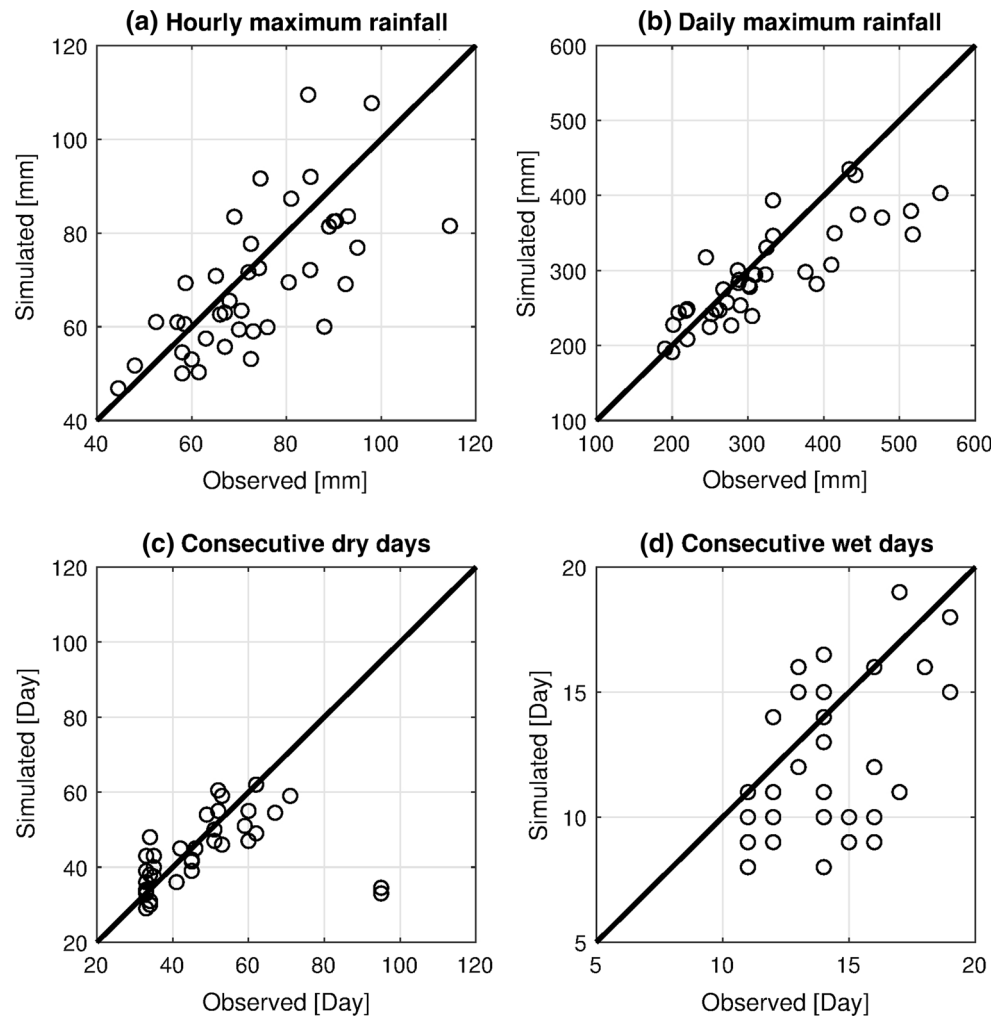 (a) Hourly maximum rainfall
120
100
80
60
40
40 60 80 100 120
Simulated [mm]
Observed [mm]
(b) Daily maximum rainfall
600
500
400
300
200
100
100 200 300 400 500 600
Simulated [mm]
Observed [mm]
(c) Consecutive dry days
120
100
80
60
40
20
20 40 60 80 100 120
Simulated [Day]
Observed [Day]
(d) Consecutive wet days
20
15
10
5
5 10 15 20
Simulated [Day]
Observed [Day]